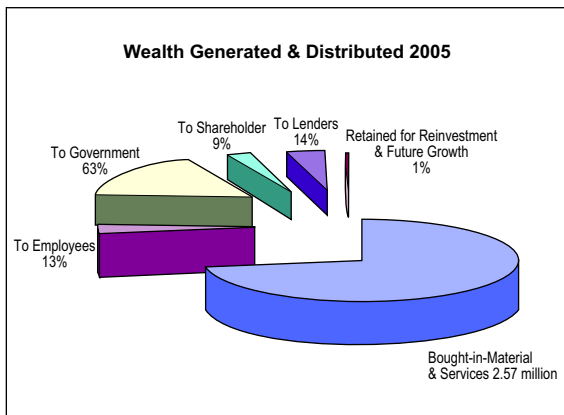 Wealth Generated & Distributed 2005
To Shareholder
9%
To Lenders
14%
Retained for Reinvestment
& Future Growth
1%
To Government
63%
To Employees
13%
Bought-in-Material
& Services 2.57 million